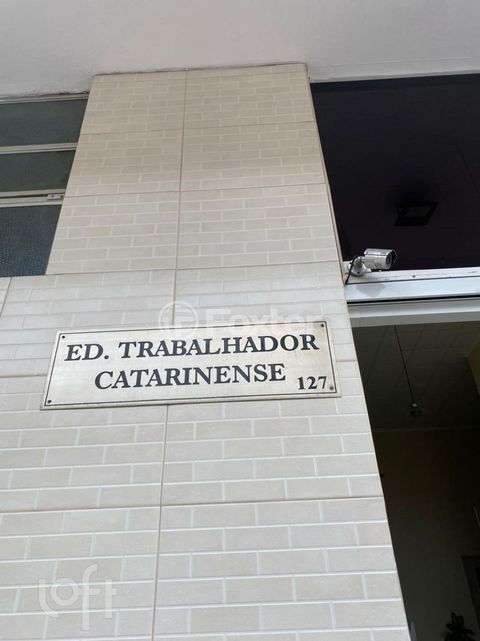 Foxter
ED. TRABALHADOR
CATARINENSE 127
loft